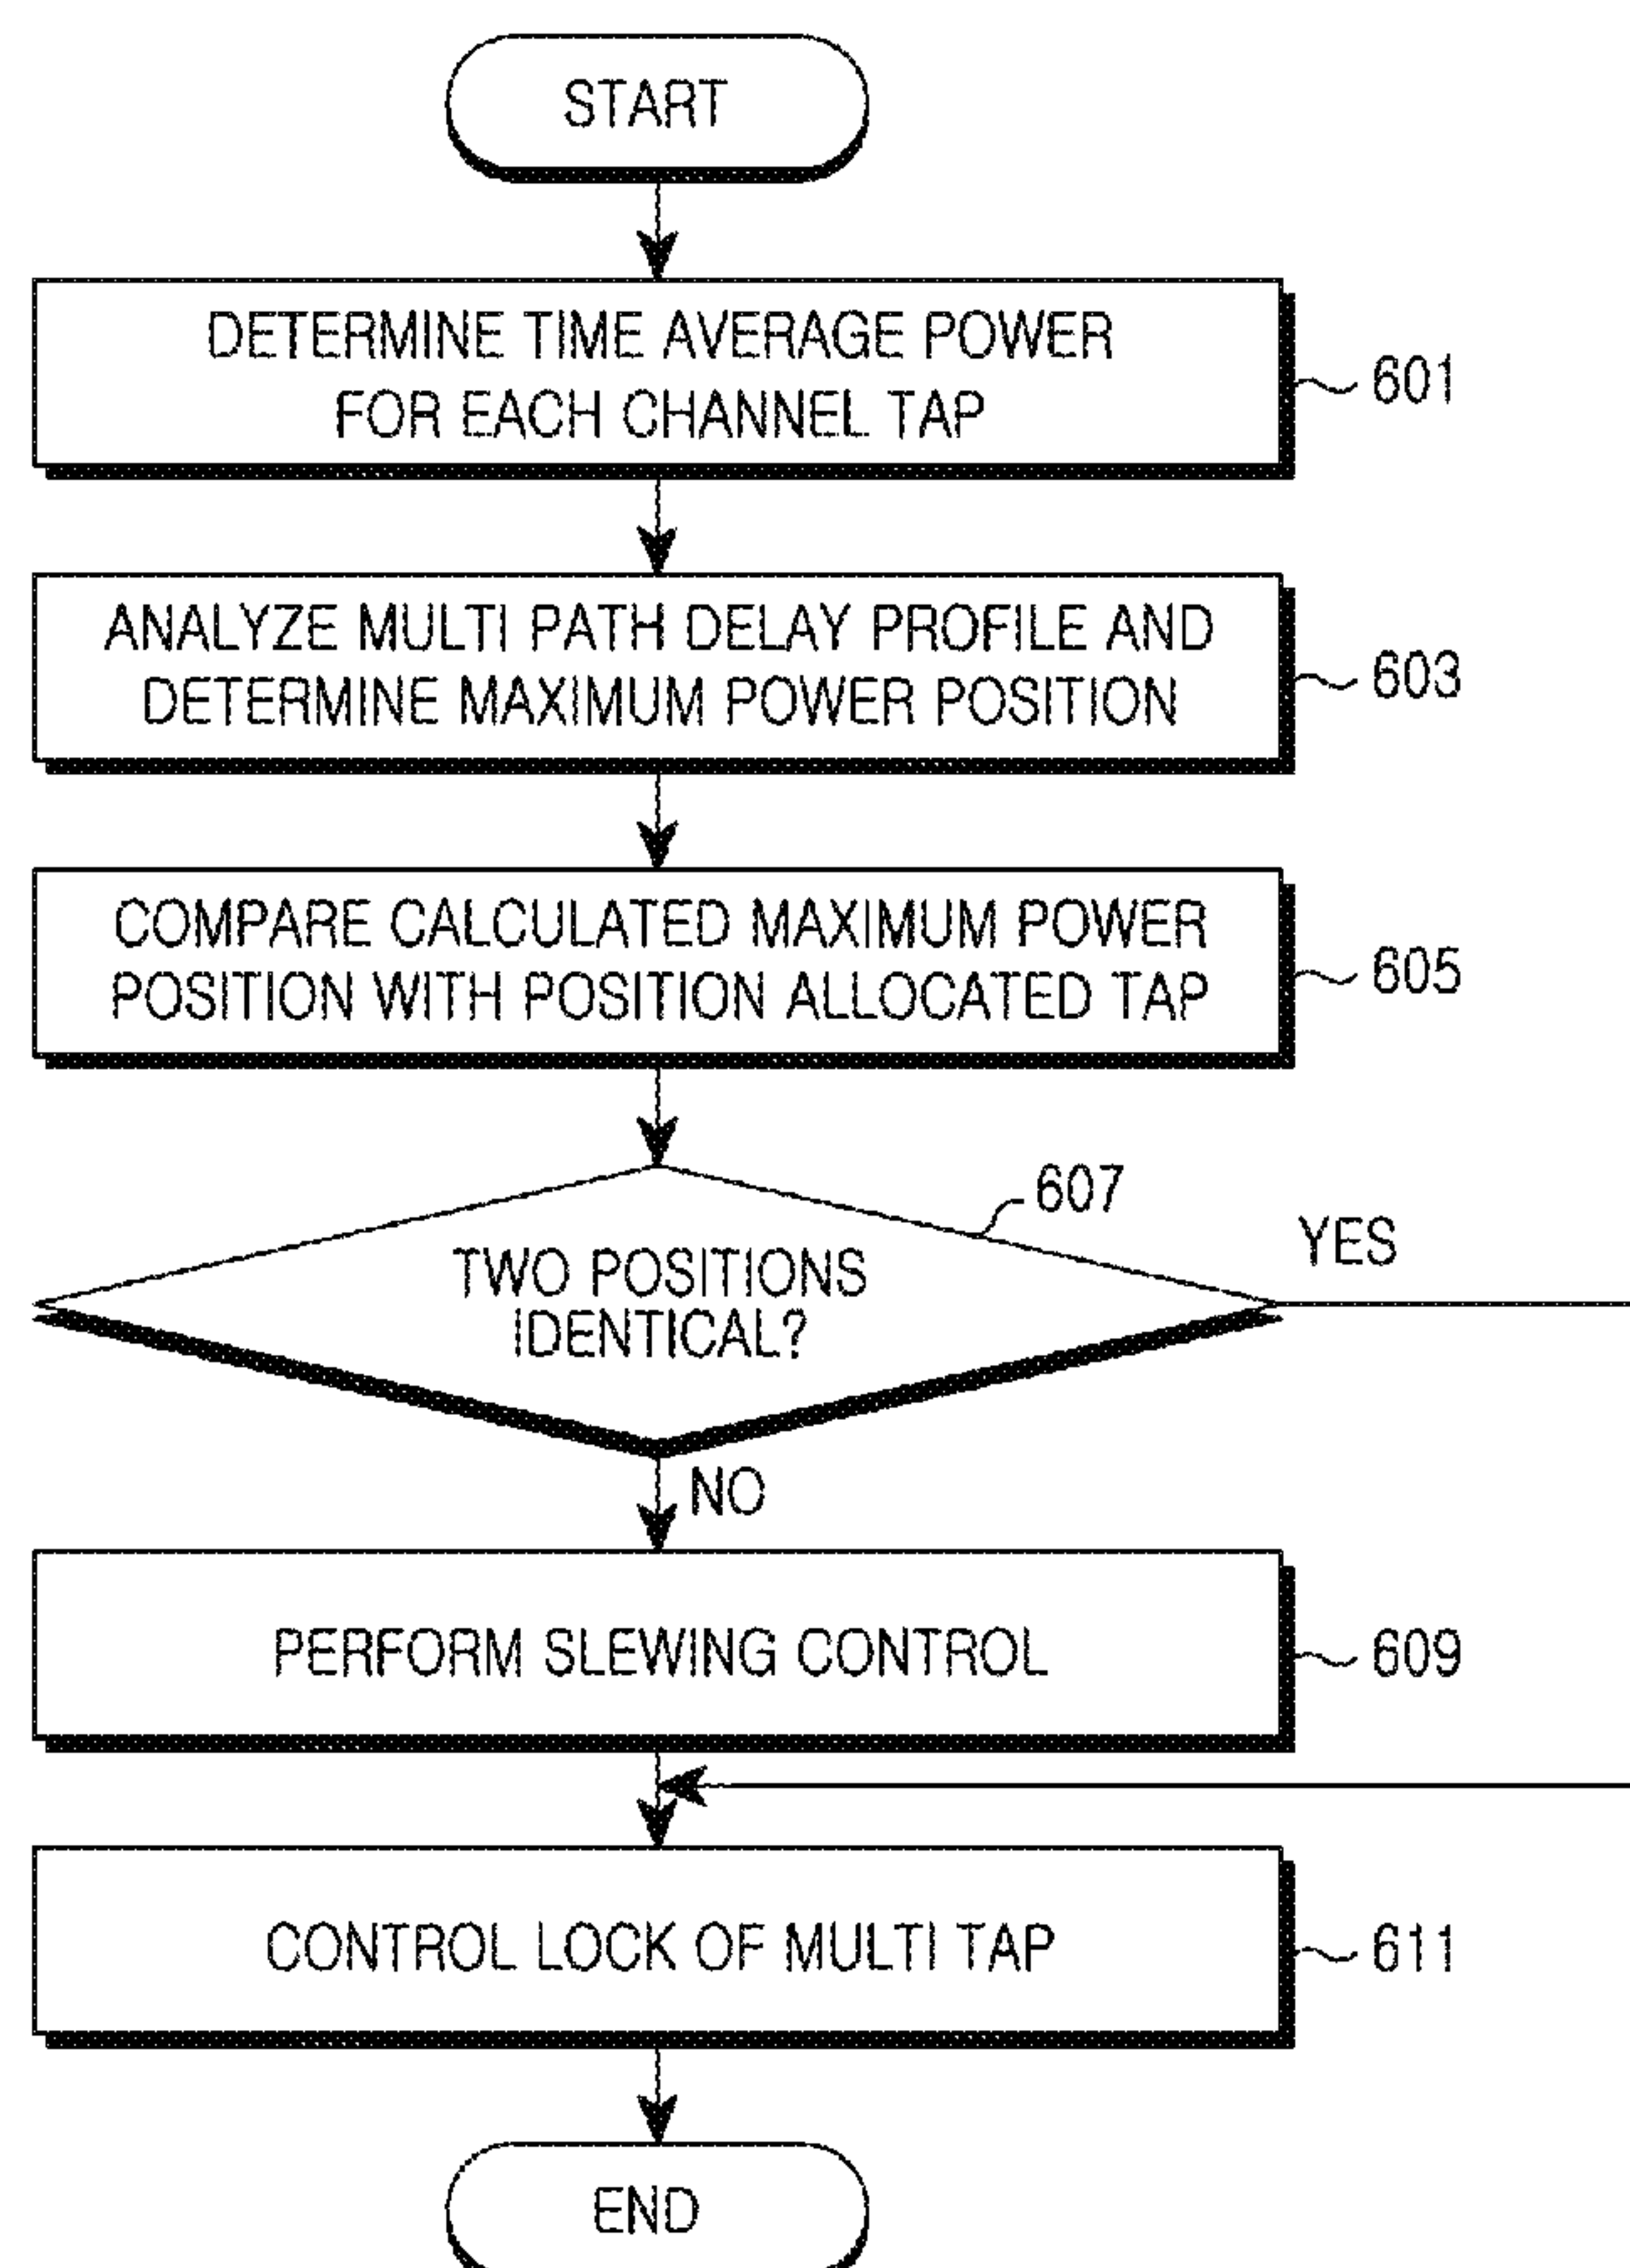 START
DETERMINE TIME AVERAGE POWER
FOR EACH CHANNEL TAP
601
ANALYZE MULTI PATH DELAY PROFILE AND
DETERMINE MAXIMUM POWER POSITION
603
COMPARE CALCULATED MAXIMUM POWER
POSITION WITH POSITION ALLOCATED TAP
605
607
YES
TWO POSITIONS
IDENTICAL?
NO
PERFORM SLEWING CONTROL
609
CONTROL LOCK OF MULTI TAP
611
END